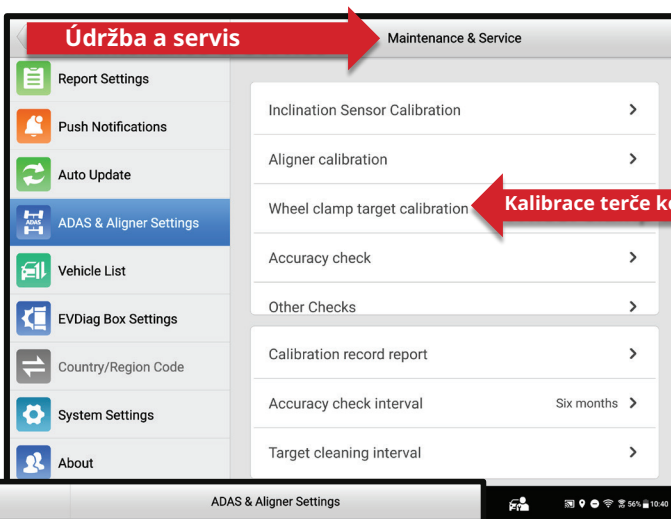 Údržba a servis
Maintenance & Service
Report Settings
Push Notifications
Auto Update
ADAS
ADAS & Aligner Settings
Vehicle List
EVDiag Box Settings
Country/Region Code
System Settings
About
Inclination Sensor Calibration
Aligner calibration
Wheel clamp target calibration
Kalibrace terče
Accuracy check
Other Checks
Calibration record report
Accuracy check interval Six months
Target cleaning interval
ADAS & Aligner Settings
56% 10:40